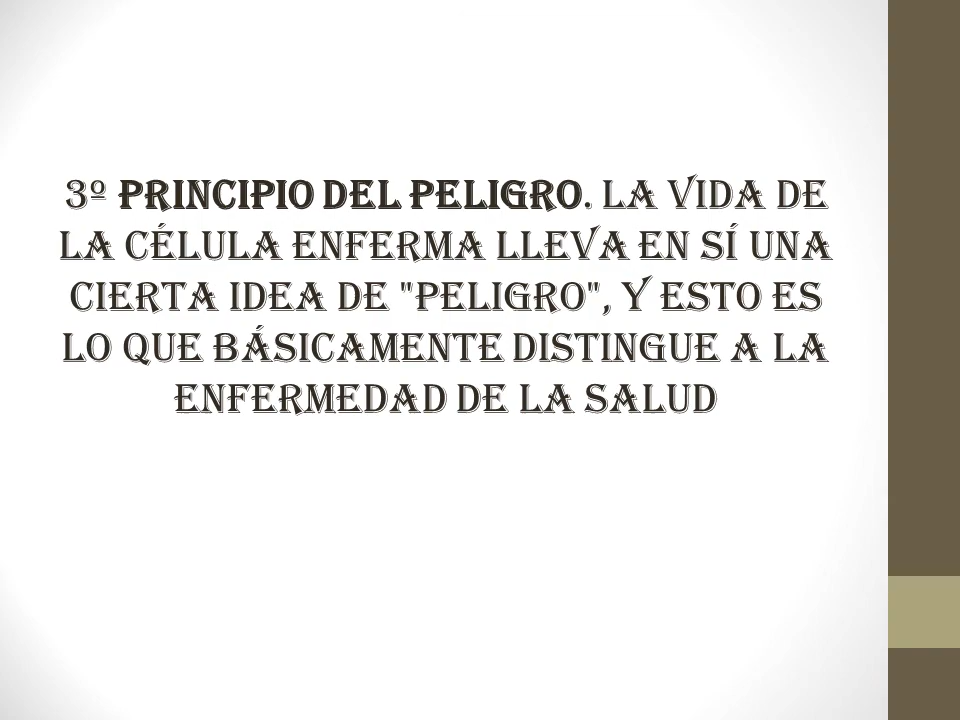 3º PRINCIPIO DEL PELIGRO. LA VIDA DE
LA CÉLULA ENFERMA LLEVA EN SÍ UNA
CIERTA IDEA DE "PELIGRO", Y ESTO ES
LO QUE BÁSICAMENTE DISTINGUE A LA
ENFERMEDAD DE LA SALUD